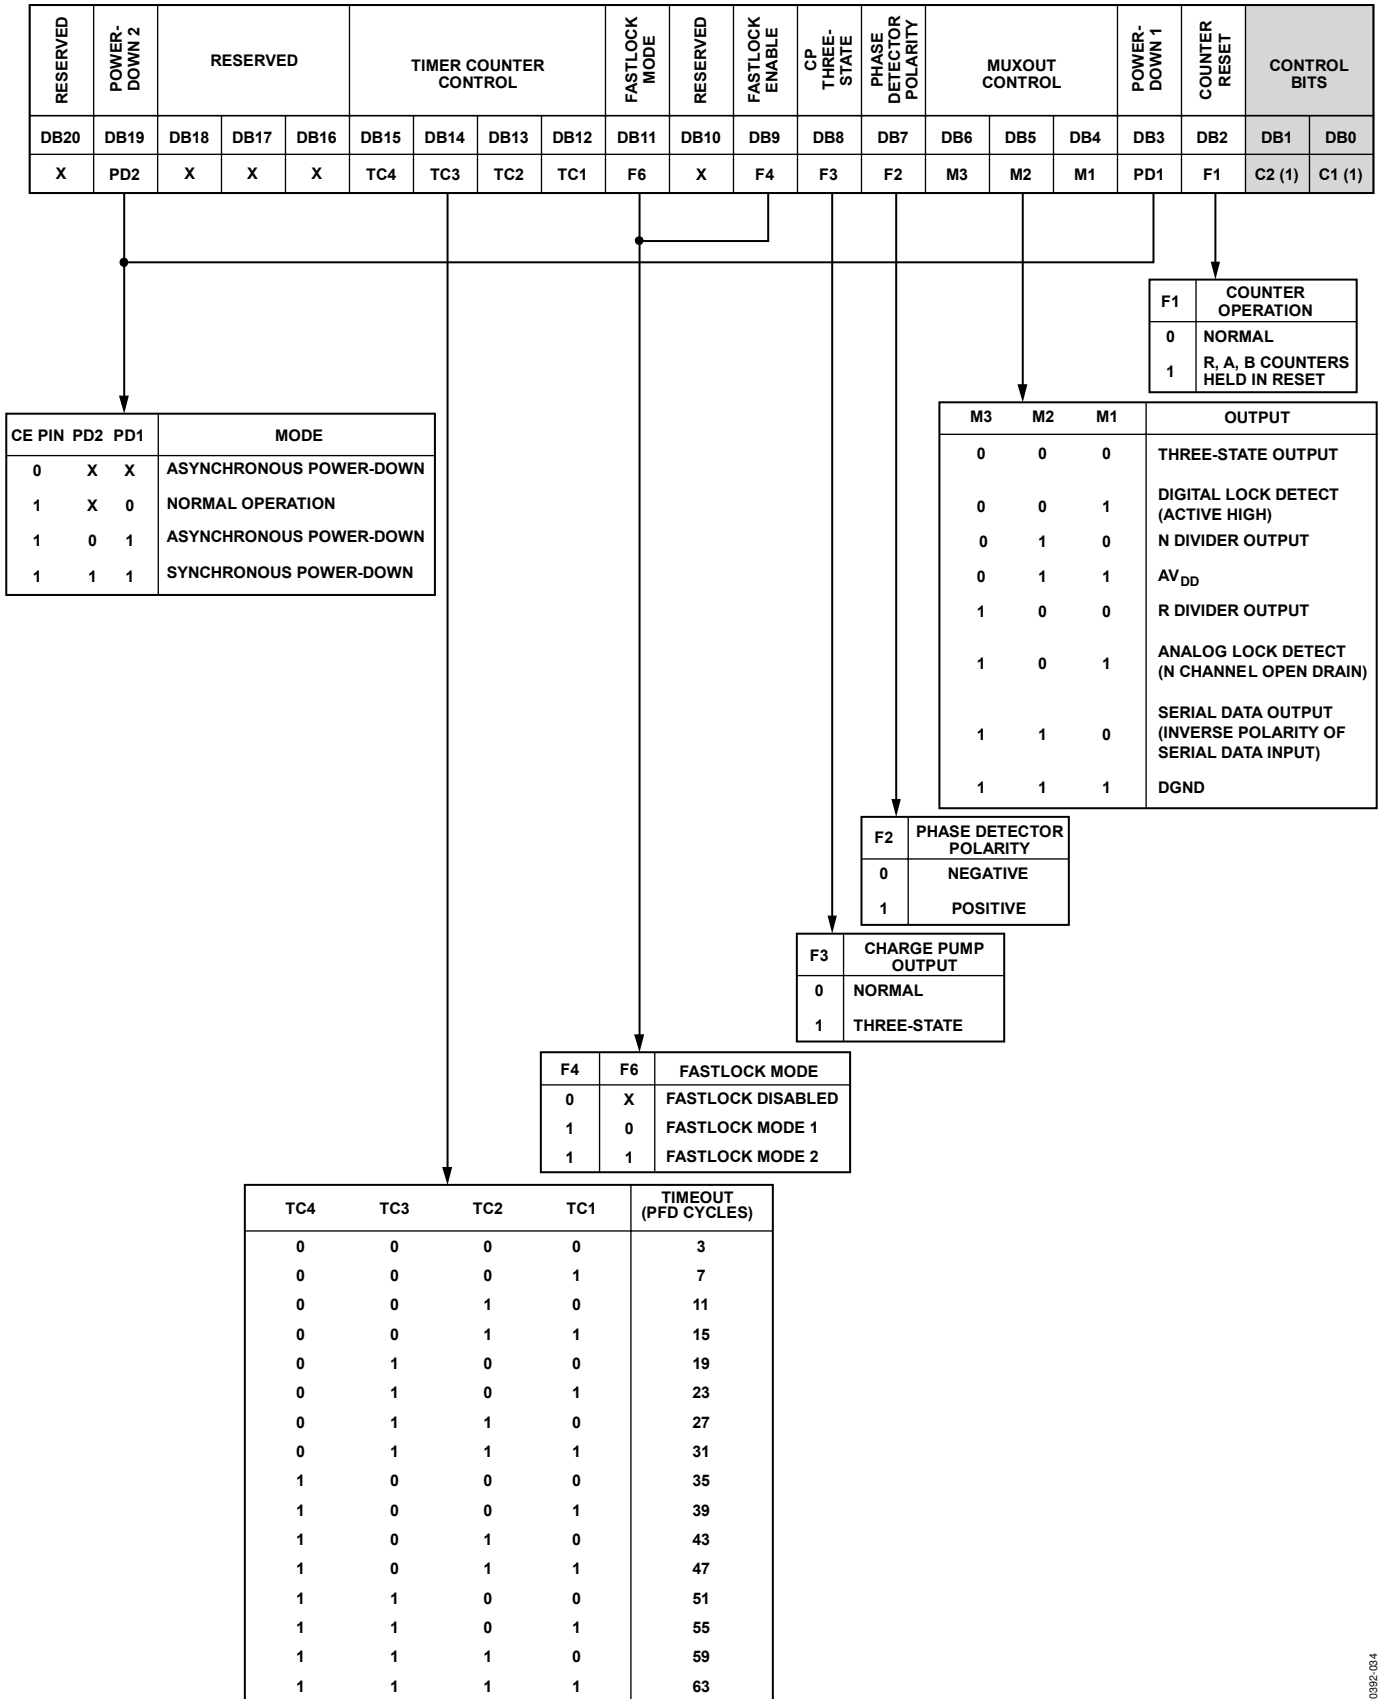 RESERVED
POWER-
DOWN 2
RESERVED
TIMER COUNTER
CONTROL
FASTLOCK
MODE
RESERVED
FASTLOCK
ENABLE
CP
THREE-
STATE
PHASE
DETECTOR
POLARITY
MUXOUT
CONTROL
POWER-
DOWN 1
COUNTER
RESET
CONTROL
BITS
DB20 DB19 DB18 DB17 DB16 DB15 DB14 DB13 DB12 DB11 DB10 DB9 DB8 DB7 DB6 DB5 DB4 DB3 DB2 DB1 DB0
X PD2 X X X TC4 TC3 TC2 TC1 F6 X F4 F3 F2 M3 M2 M1 PD1 F1 C2 (1) C1 (1)
F1 COUNTER
OPERATION
0 NORMAL
1 R, A, B COUNTERS
HELD IN RESET
CE PIN PD2 PD1 MODE
0 X X ASYNCHRONOUS POWER-DOWN
1 X 0 NORMAL OPERATION
1 0 1 ASYNCHRONOUS POWER-DOWN
1 1 1 SYNCHRONOUS POWER-DOWN
M3 M2 M1 OUTPUT
0 0 0 THREE-STATE OUTPUT
0 0 1 DIGITAL LOCK DETECT
(ACTIVE HIGH)
0 1 0 N DIVIDER OUTPUT
0 1 1 AVDD
1 0 0 R DIVIDER OUTPUT
1 0 1 ANALOG LOCK DETECT
(N CHANNEL OPEN DRAIN)
1 1 0 SERIAL DATA OUTPUT
(INVERSE POLARITY OF
SERIAL DATA INPUT)
1 1 1 DGND
F2 PHASE DETECTOR
POLARITY
0 NEGATIVE
1 POSITIVE
F3 CHARGE PUMP
OUTPUT
0 NORMAL
1 THREE-STATE
F4 F6 FASTLOCK MODE
0 X FASTLOCK DISABLED
1 0 FASTLOCK MODE 1
1 1 FASTLOCK MODE 2
TC4 TC3 TC2 TC1 TIMEOUT
(PFD CYCLES)
0 0 0 0 3
0 0 0 1 7
0 0 1 0 11
0 0 1 1 15
0 1 0 0 19
0 1 0 1 23
0 1 1 0 27
0 1 1 1 31
1 0 0 0 35
1 0 0 1 39
1 0 1 0 43
1 0 1 1 47
1 1 0 0 51
1 1 0 1 55
1 1 1 0 59
1 1 1 1 63
0392-034